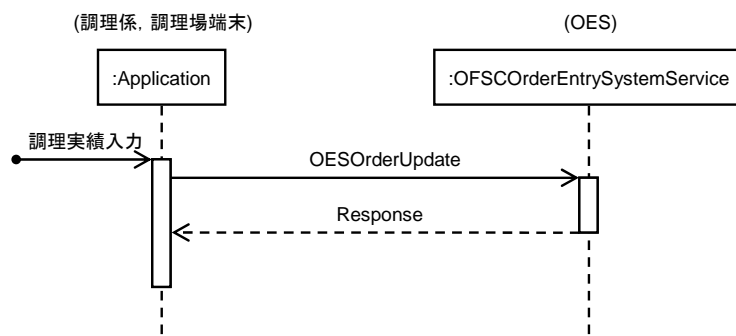 (調理係, 調理場端末)
(OES)
:Application
:OFSCOrderEntrySystemService
調理実績入力
OESOrderUpdate
Response